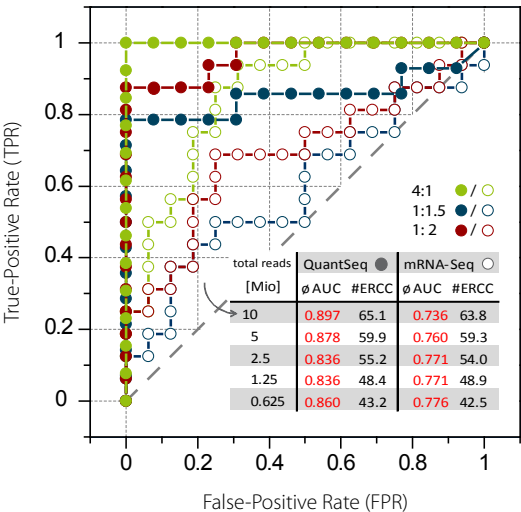 True-Positive Rate (TPR)
1
0.8
0.6
0.4
0.2
0
4:1 /
1:1.5 /
1: 2 /
total reads QuantSeq mRNA-Seq
[Mio] ø AUC #ERCC ø AUC #ERCC
10 0.897 65.1 0.736 63.8
5 0.878 59.9 0.760 59.3
2.5 0.836 55.2 0.771 54.0
1.25 0.836 48.4 0.771 48.9
0.625 0.860 43.2 0.776 42.5
0 0.2 0.4 0.6 0.8 1
False-Positive Rate (FPR)